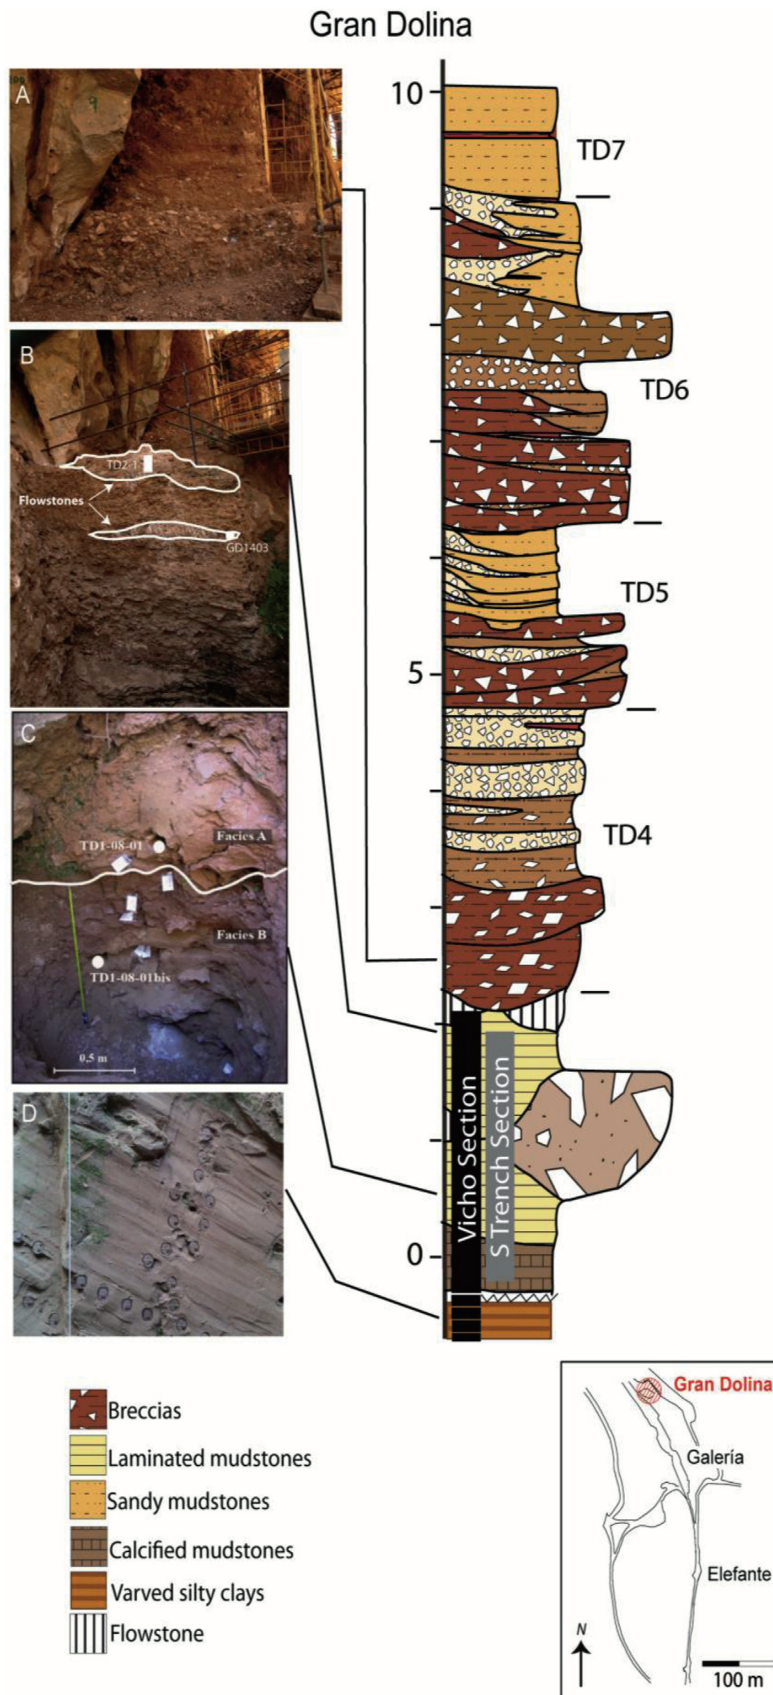 Gran Dolina
A
B
TD2-1
Flowstones
GD1403
C
Facies A
TD1-08-01
Facies B
TD1-08-01bis
0,5 m
D
10
TD7
TD6
TD5
5
TD4
0
Vicho Section
S Trench Section
Breccias
Laminated mudstones
Sandy mudstones
Calcified mudstones
Varved silty clays
Flowstone
Gran Dolina
Galería
Elefante
N
100 m